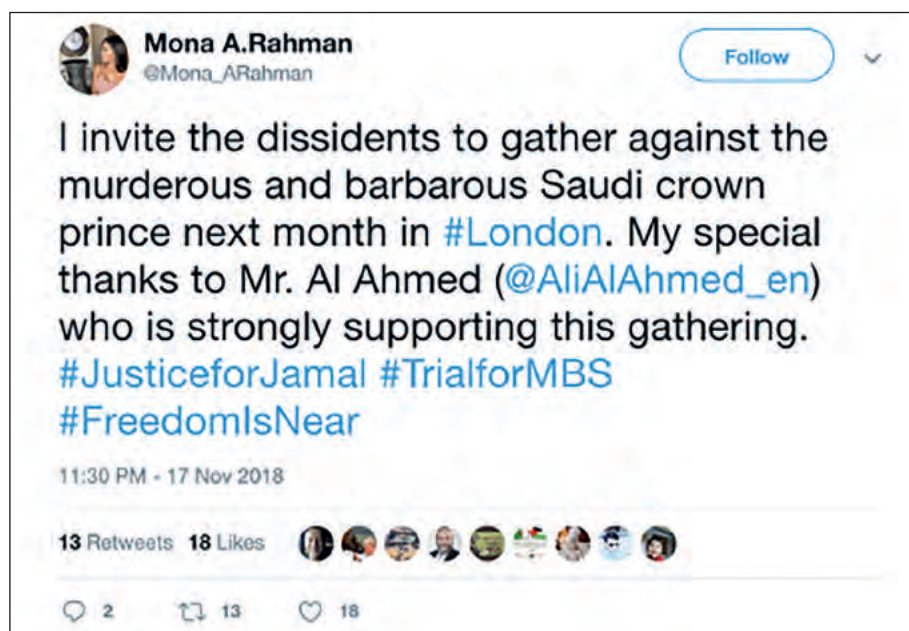 Mona A.Rahman
@Mona_ARahman
Follow
I invite the dissidents to gather against the
murderous and barbarous Saudi crown
prince next month in #London. My special
thanks to Mr. Al Ahmed (@AliAlAhmed_en)
who is strongly supporting this gathering.
#JusticeforJamal #TrialforMBS
#FreedomIsNear
11:30 PM - 17 Nov 2018
13 Retweets 18 Likes
2 13 18